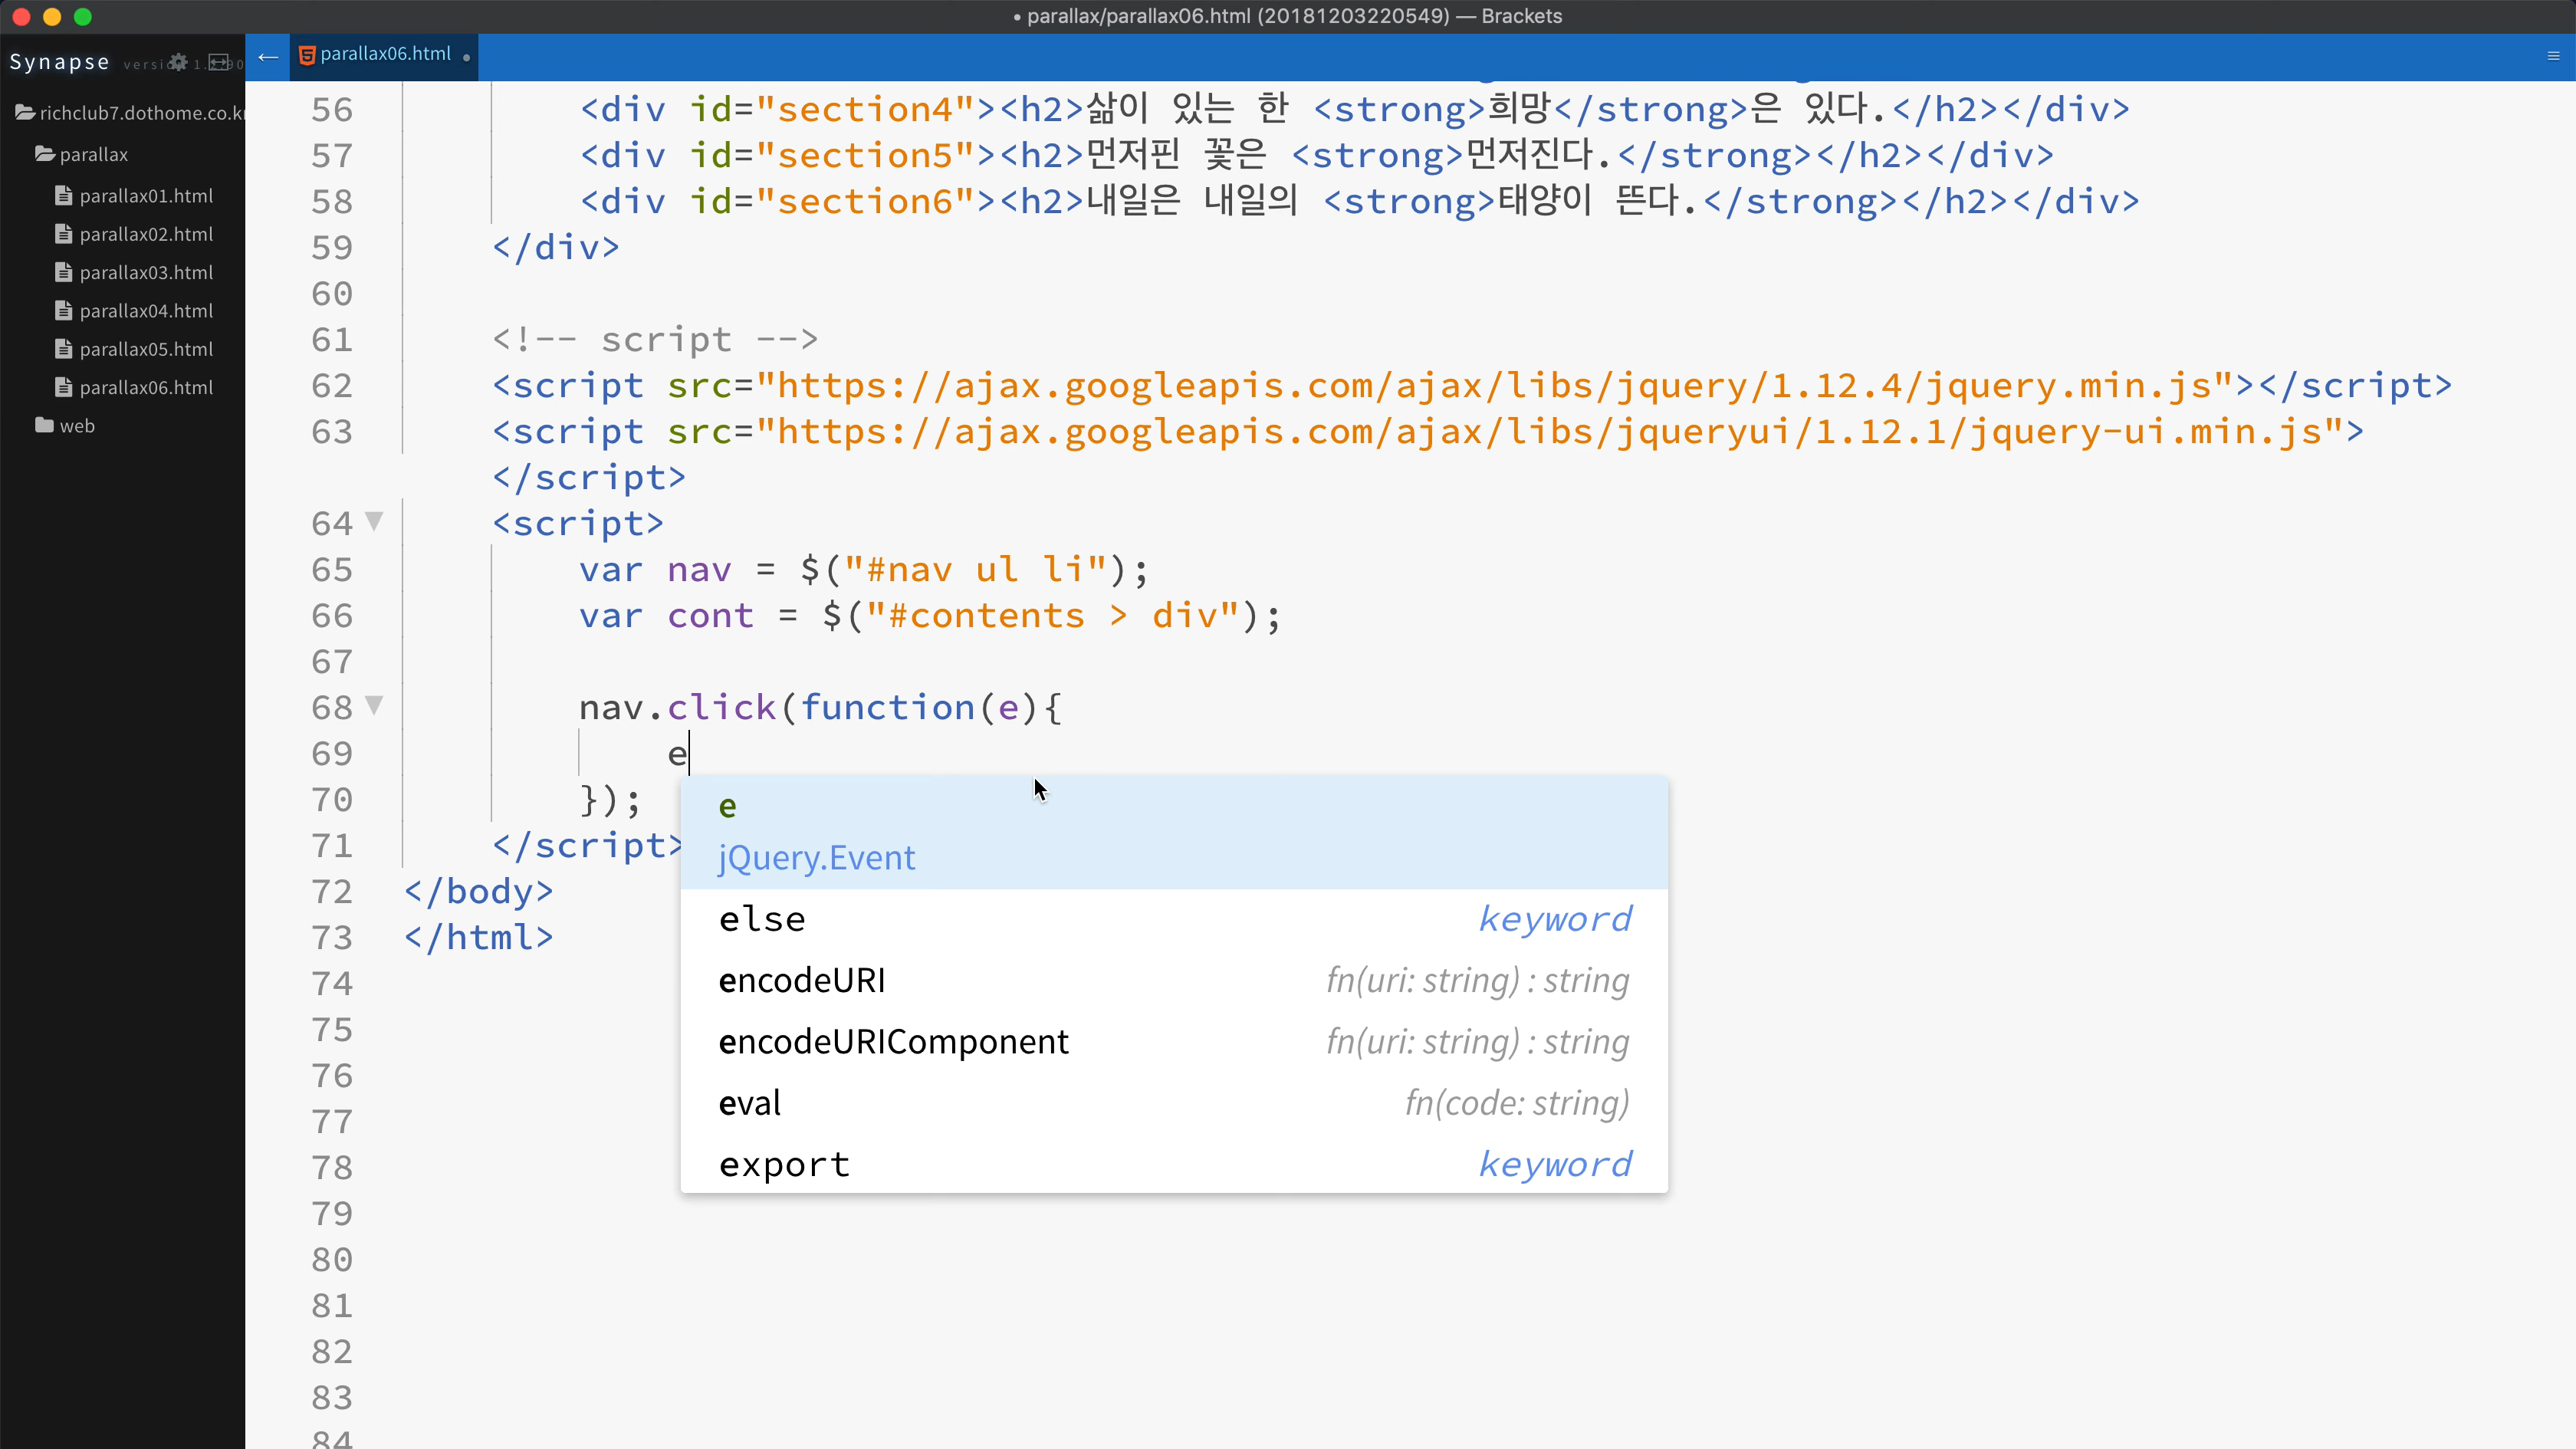 • parallax/parallax06.html (20181203220549) — Brackets
Synapse
← parallax06.html •
richclub7.dothome.co.kr
parallax
parallax01.html
parallax02.html
parallax03.html
parallax04.html
parallax05.html
parallax06.html
web
56 <div id="section4"><h2>삶이 있는 한 <strong>희망</strong>은 있다.</h2></div>
57 <div id="section5"><h2>먼저핀 꽃은 <strong>먼저진다.</strong></h2></div>
58 <div id="section6"><h2>내일은 내일의 <strong>태양이 뜬다.</strong></h2></div>
59 </div>
60
61 <!-- script -->
62 <script src="https://ajax.googleapis.com/ajax/libs/jquery/1.12.4/jquery.min.js"></script>
63 <script src="https://ajax.googleapis.com/ajax/libs/jqueryui/1.12.1/jquery-ui.min.js">
</script>
64 <script>
65 var nav = $("#nav ul li");
66 var cont = $("#contents > div");
67
68 nav.click(function(e){
69 e
70 });
71 </script>
72 </body>
73 </html>
74
75
76
77
78
79
80
81
82
83
84
e
jQuery.Event
else keyword
encodeURI fn(uri: string) : string
encodeURIComponent fn(uri: string) : string
eval fn(code: string)
export keyword